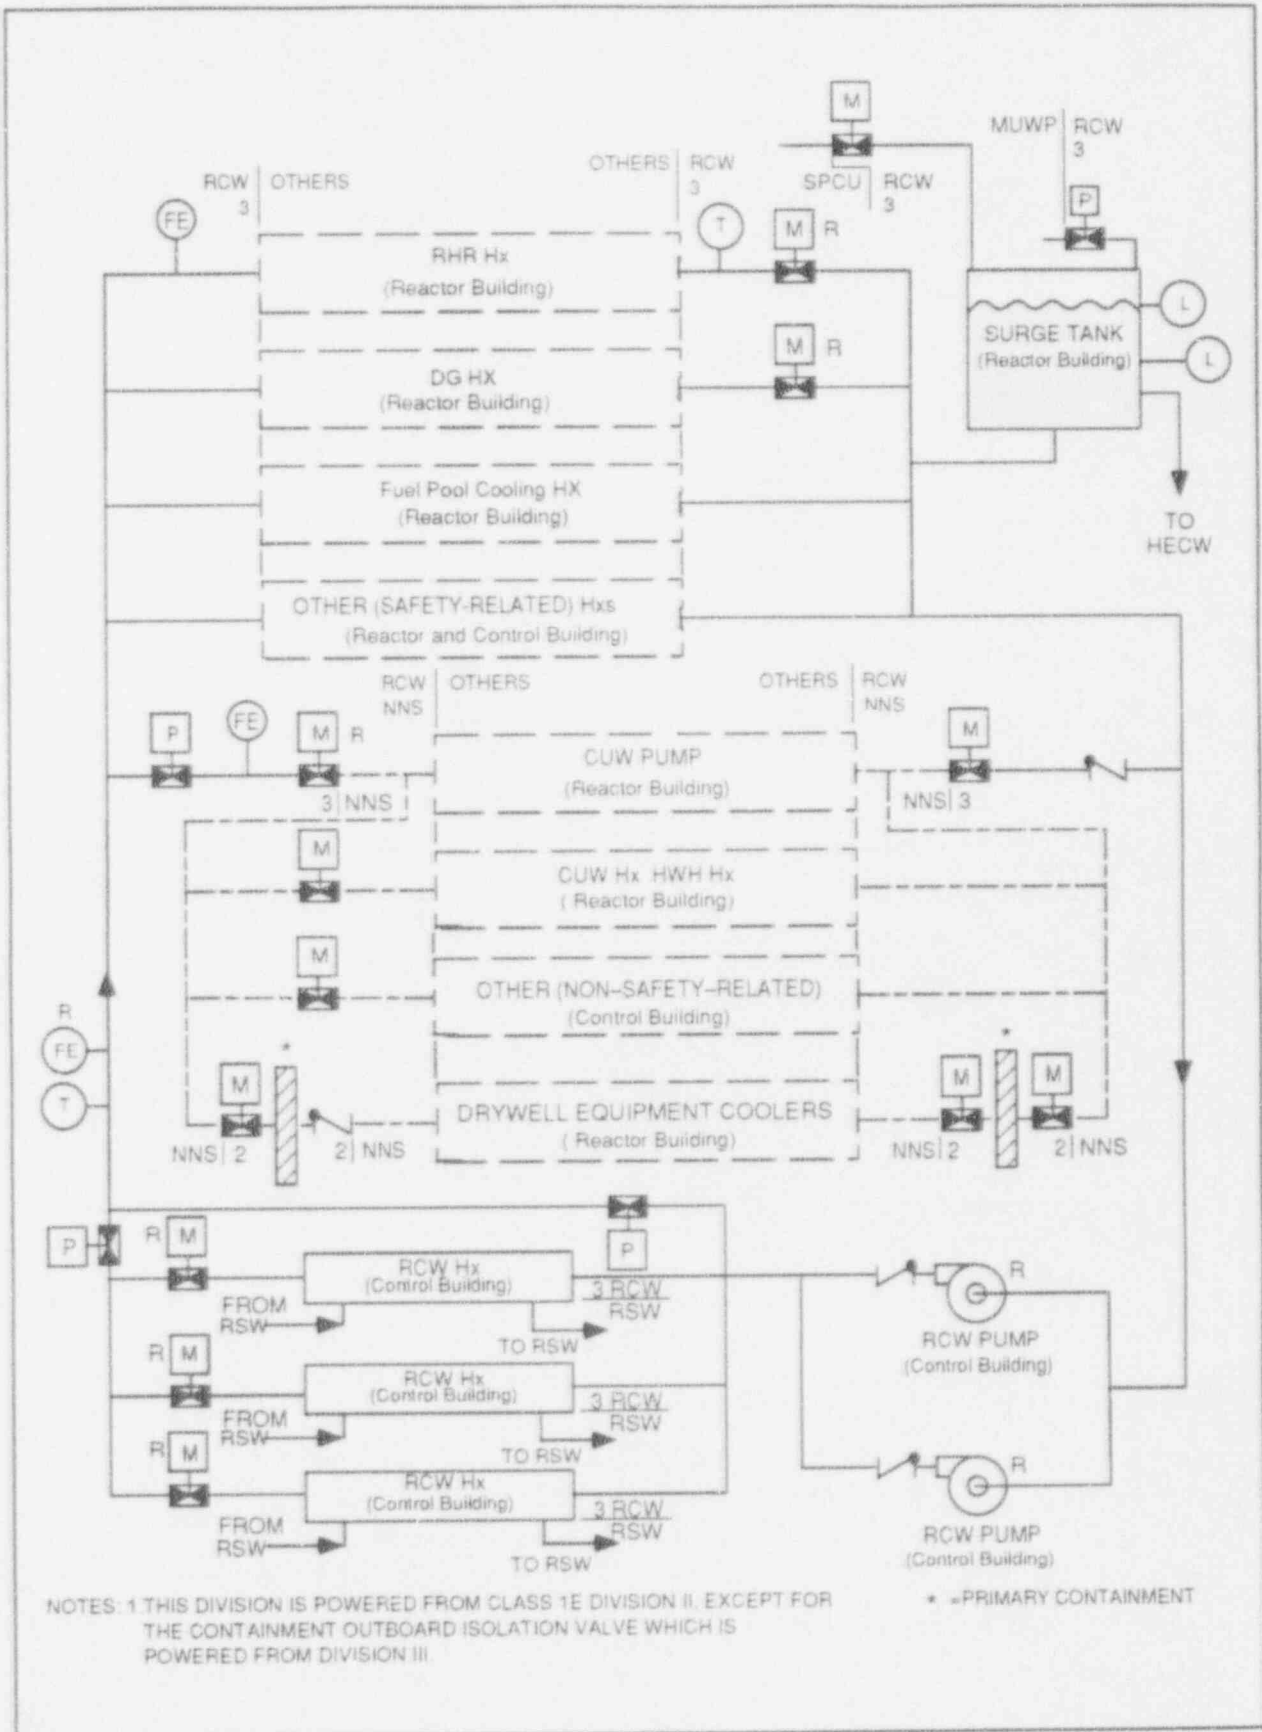 M
MUWP | RCW
3
P
RCW | OTHERS
3
OTHERS | RCW
3
SPCU | RCW
3
FE
T
M R
RHR Hx
(Reactor Building)
L
SURGE TANK
(Reactor Building)
L
M R
DG HX
(Reactor Building)
Fuel Pool Cooling HX
(Reactor Building)
TO
HECW
OTHER (SAFETY-RELATED) Hxs
(Reactor and Control Building)
RCW | OTHERS
NNS
OTHERS | RCW
NNS
P
FE
M R
M
CUW PUMP
(Reactor Building)
3 | NNS
NNS | 3
M
CUW Hx HWH Hx
( Reactor Building)
M
OTHER (NON-SAFETY-RELATED)
(Control Building)
R
FE
T
*
*
M
M
M
DRYWELL EQUIPMENT COOLERS
( Reactor Building)
NNS | 2
2 | NNS
NNS | 2
2 | NNS
P
R M
P
RCW Hx
(Control Building)
3 RCW
RSW
FROM
RSW
TO RSW
R
RCW PUMP
(Control Building)
R M
RCW Hx
(Control Building)
3 RCW
RSW
FROM
RSW
TO RSW
R M
RCW Hx
(Control Building)
3 RCW
RSW
FROM
RSW
TO RSW
R
RCW PUMP
(Control Building)
NOTES: 1.THIS DIVISION IS POWERED FROM CLASS 1E DIVISION II, EXCEPT FOR
THE CONTAINMENT OUTBOARD ISOLATION VALVE WHICH IS
POWERED FROM DIVISION III.
* =PRIMARY CONTAINMENT